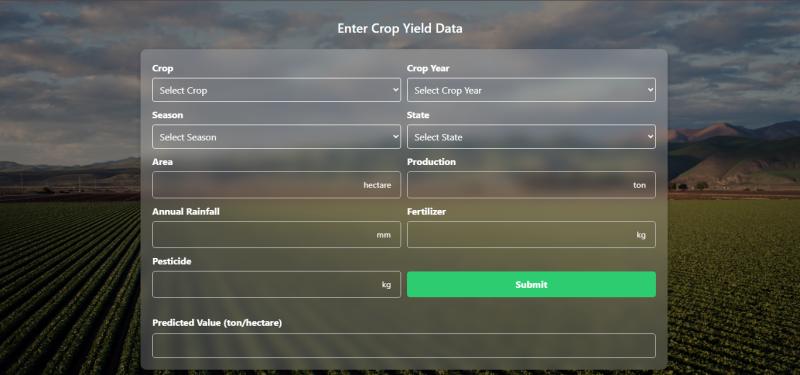 Enter Crop Yield Data
Crop Crop Year
Select Crop Select Crop Year
Season State
Select Season Select State
Area Production
hectare ton
Annual Rainfall Fertilizer
mm kg
Pesticide
kg Submit
Predicted Value (ton/hectare)